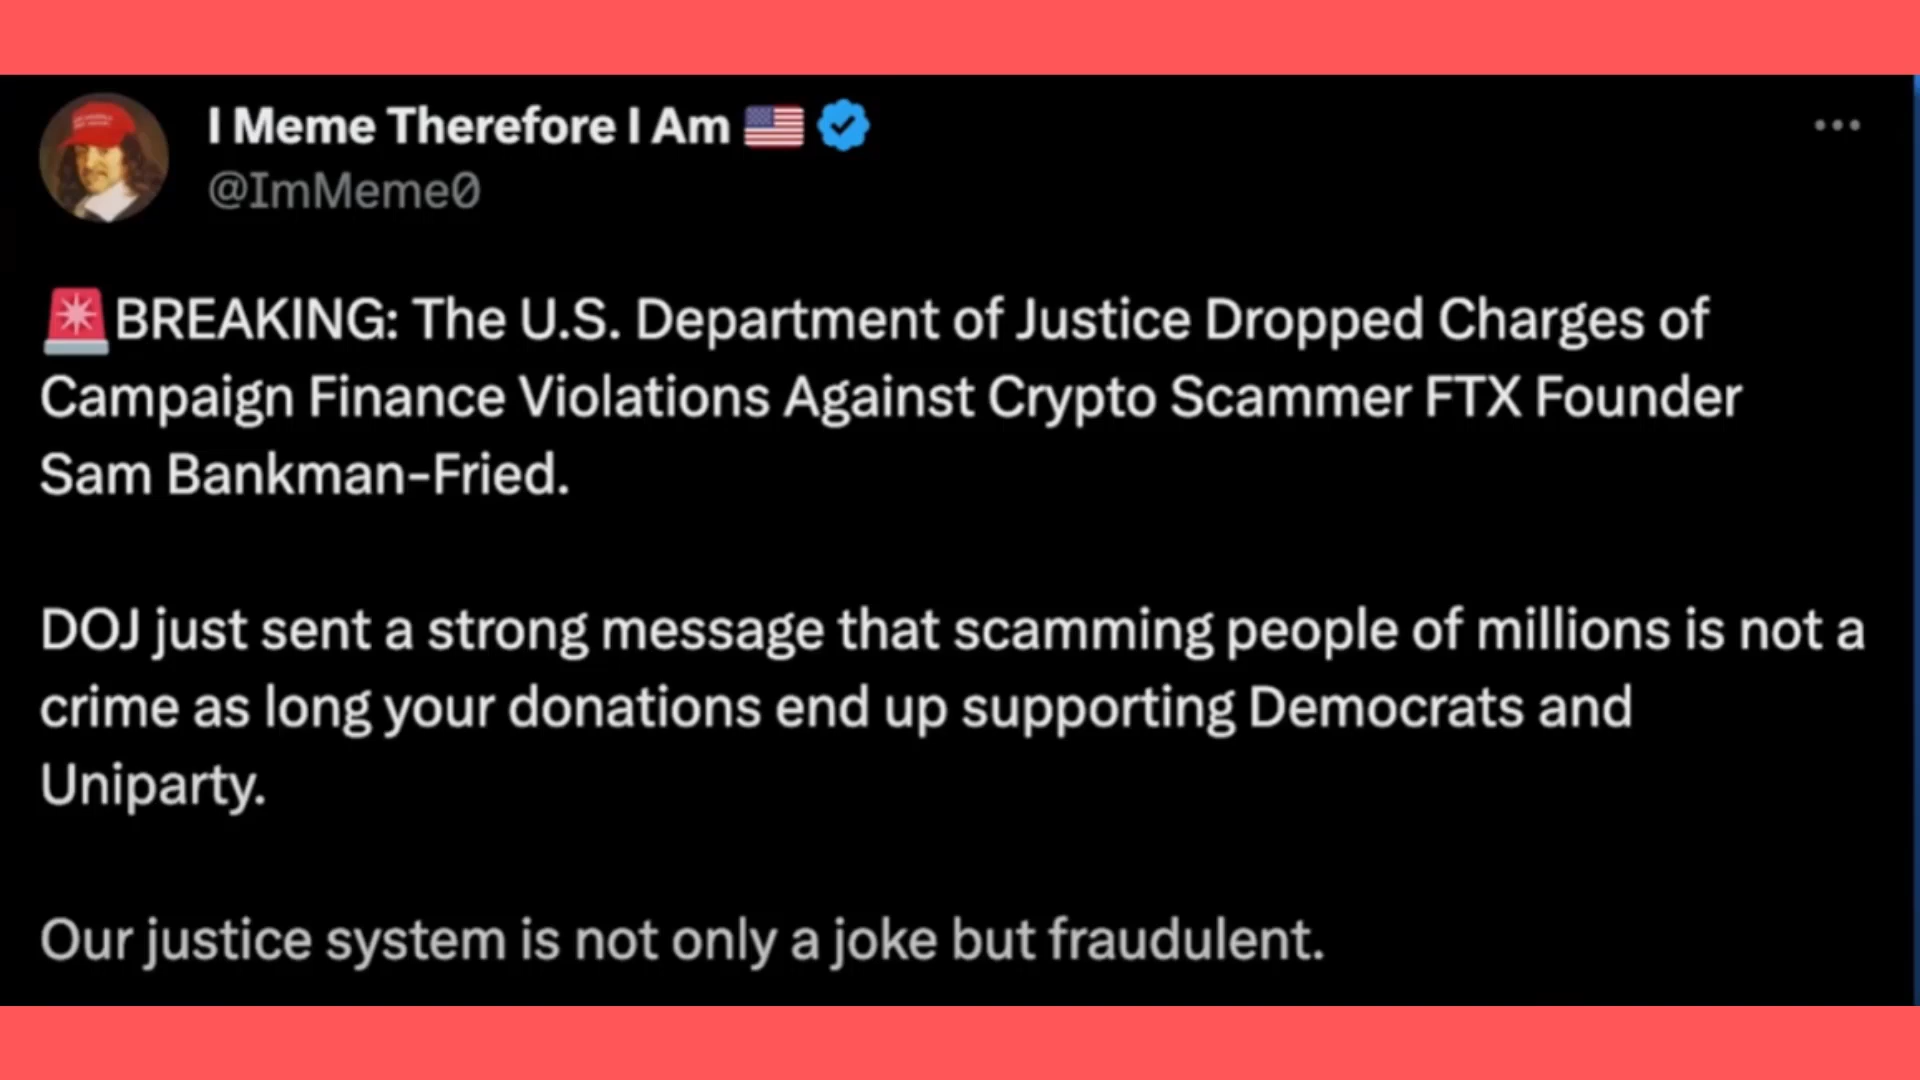 I Meme Therefore I Am 🇺🇸
@ImMeme0
🚨BREAKING: The U.S. Department of Justice Dropped Charges of
Campaign Finance Violations Against Crypto Scammer FTX Founder
Sam Bankman-Fried.
DOJ just sent a strong message that scamming people of millions is not a
crime as long your donations end up supporting Democrats and
Uniparty.
Our justice system is not only a joke but fraudulent.